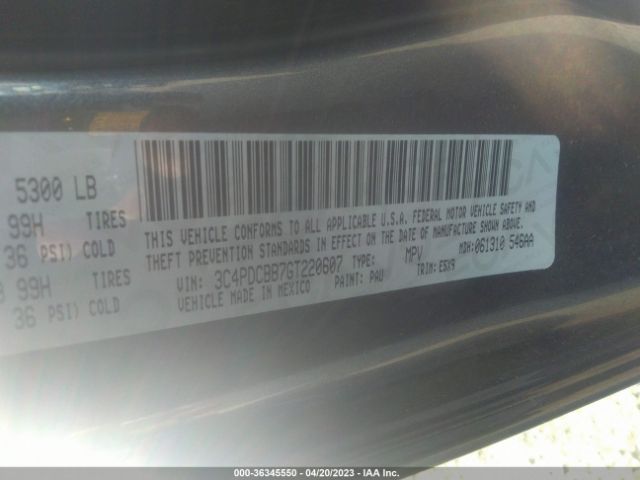 5300 LB
99H TIRES
36 PSI) COLD
99H TIRES
36 PSI) COLD
THIS VEHICLE CONFORMS TO ALL APPLICABLE U.S.A. FEDERAL MOTOR VEHICLE SAFETY AND
THEFT PREVENTION STANDARDS IN EFFECT ON THE DATE OF MANUFACTURE SHOWN ABOVE.
VIN: 3C4PDCBB7GT220607 TYPE: MPV MDH: 061310 546AA
VEHICLE MADE IN MEXICO PAINT: PAU TRIM: E5X9
000-36345550 - 04/20/2023 - IAA Inc.